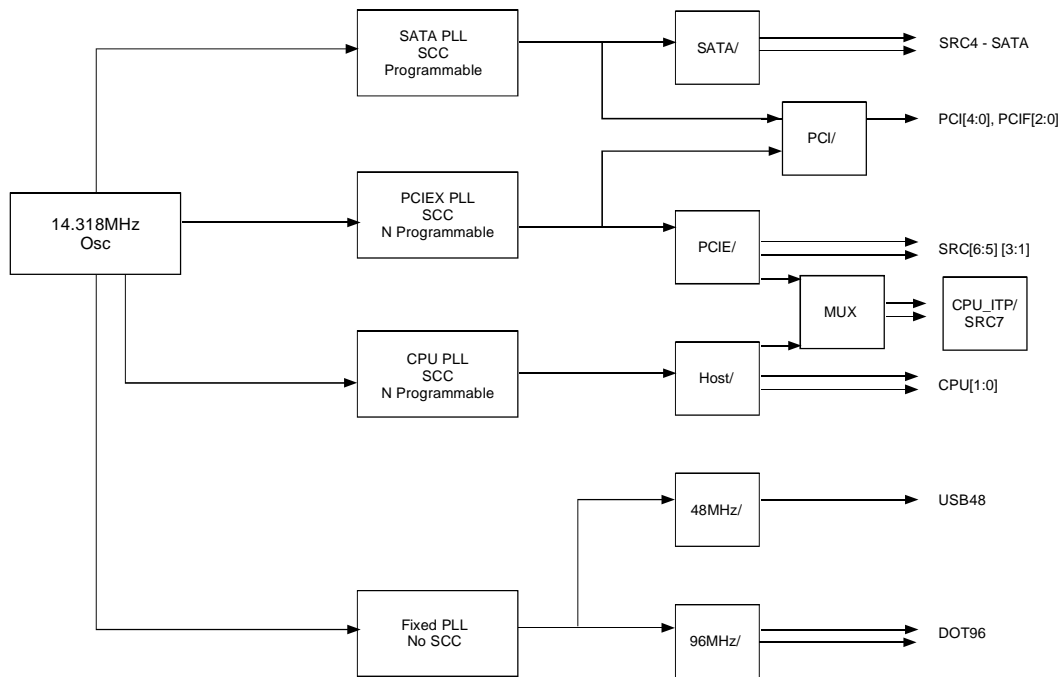 SATA PLL
SCC
Programmable
SATA/
SRC4 - SATA
PCI/
PCI[4:0], PCIF[2:0]
14.318MHz
Osc
PCIEX PLL
SCC
N Programmable
PCIE/
SRC[6:5] [3:1]
MUX
CPU_ITP/
SRC7
CPU PLL
SCC
N Programmable
Host/
CPU[1:0]
48MHz/
USB48
Fixed PLL
No SCC
96MHz/
DOT96